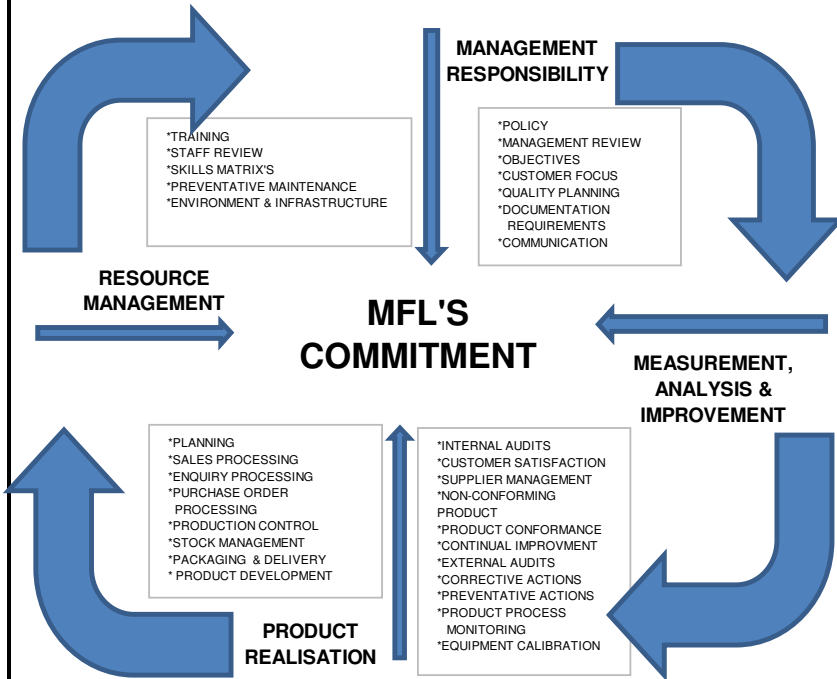 MANAGEMENT
RESPONSIBILITY
*TRAINING
*STAFF REVIEW
*SKILLS MATRIX'S
*PREVENTATIVE MAINTENANCE
*ENVIRONMENT & INFRASTRUCTURE
*POLICY
*MANAGEMENT REVIEW
*OBJECTIVES
*CUSTOMER FOCUS
*QUALITY PLANNING
*DOCUMENTATION
REQUIREMENTS
*COMMUNICATION
RESOURCE
MANAGEMENT
MFL'S
COMMITMENT
MEASUREMENT,
ANALYSIS &
IMPROVEMENT
*PLANNING
*SALES PROCESSING
*ENQUIRY PROCESSING
*PURCHASE ORDER
PROCESSING
*PRODUCTION CONTROL
*STOCK MANAGEMENT
*PACKAGING & DELIVERY
* PRODUCT DEVELOPMENT
*INTERNAL AUDITS
*CUSTOMER SATISFACTION
*SUPPLIER MANAGEMENT
*NON-CONFORMING
PRODUCT
*PRODUCT CONFORMANCE
*CONTINUAL IMPROVMENT
*EXTERNAL AUDITS
*CORRECTIVE ACTIONS
*PREVENTATIVE ACTIONS
*PRODUCT PROCESS
MONITORING
*EQUIPMENT CALIBRATION
PRODUCT
REALISATION